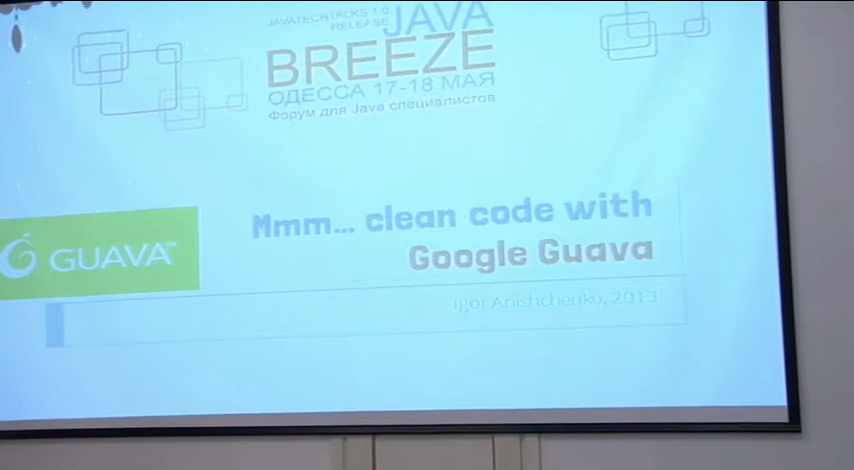 JAVATECHTALKS 1.0
RELEASE
JAVA
BREEZE
ОДЕССА 17-18 МАЯ
Форум для Java специалистов
GUAVA™
Mmm... clean code with
Google Guava
Igor Anishchenko, 2013